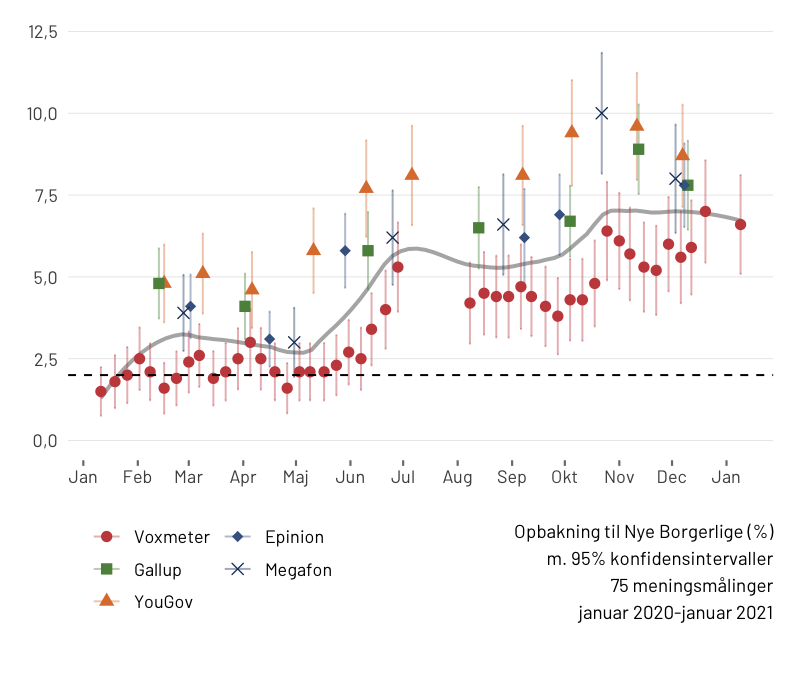 12,5
10,0
7,5
5,0
2,5
0,0
Jan Feb Mar Apr Maj Jun Jul Aug Sep Okt Nov Dec Jan
Voxmeter Epinion
Gallup Megafon
YouGov
Opbakning til Nye Borgerlige (%)
m. 95% konfidensintervaller
75 meningsmålinger
januar 2020-januar 2021